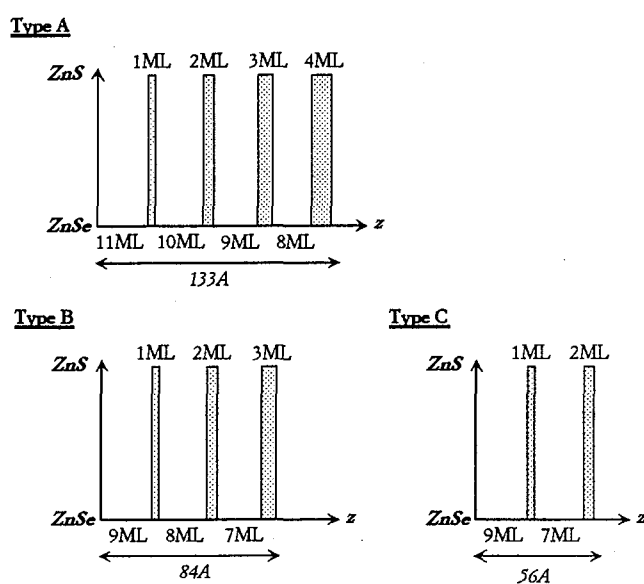 Type A
1ML 2ML 3ML 4ML
ZnS
ZnSe
z
11ML 10ML 9ML 8ML
133A
Type B
1ML 2ML 3ML
ZnS
ZnSe
z
9ML 8ML 7ML
84A
Type C
1ML 2ML
ZnS
ZnSe
z
9ML 7ML
56A